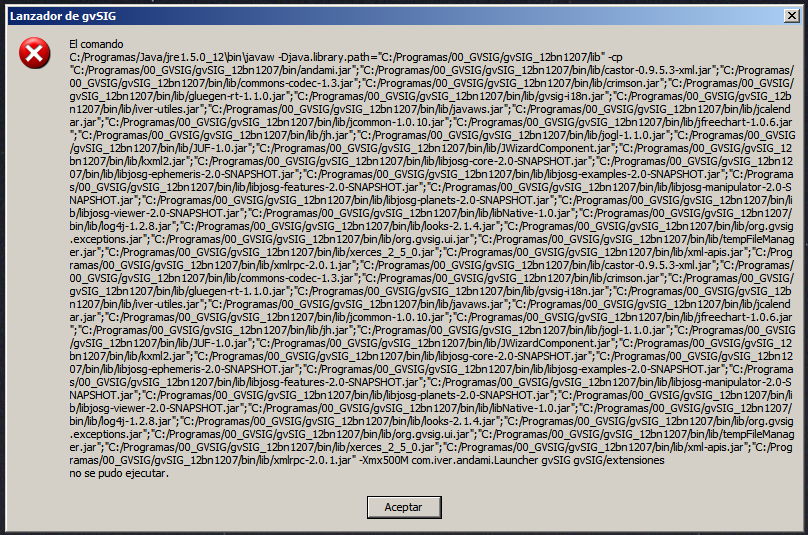 Lanzador de gvSIG
El comando
C:/Programas/Java/jre1.5.0_12\bin\javaw -Djava.library.path="C:/Programas/00_GVSIG/gvSIG_12bn1207/lib" -cp
"C:/Programas/00_GVSIG/gvSIG_12bn1207/bin/andami.jar";"C:/Programas/00_GVSIG/gvSIG_12bn1207/bin/lib/castor-0.9.5.3-xml.jar";"C:/Programas/
00_GVSIG/gvSIG_12bn1207/bin/lib/commons-codec-1.3.jar";"C:/Programas/00_GVSIG/gvSIG_12bn1207/bin/lib/crimson.jar";"C:/Programas/00_GVSIG/
gvSIG_12bn1207/bin/lib/gluegen-rt-1.1.0.jar";"C:/Programas/00_GVSIG/gvSIG_12bn1207/bin/lib/gvsig-i18n.jar";"C:/Programas/00_GVSIG/gvSIG_12
bn1207/bin/lib/iver-utiles.jar";"C:/Programas/00_GVSIG/gvSIG_12bn1207/bin/lib/javaws.jar";"C:/Programas/00_GVSIG/gvSIG_12bn1207/bin/lib/jcalend
ar.jar";"C:/Programas/00_GVSIG/gvSIG_12bn1207/bin/lib/jcommon-1.0.10.jar";"C:/Programas/00_GVSIG/gvSIG_12bn1207/bin/lib/jfreechart-1.0.6.jar
";"C:/Programas/00_GVSIG/gvSIG_12bn1207/bin/lib/jh.jar";"C:/Programas/00_GVSIG/gvSIG_12bn1207/bin/lib/jogl-1.1.0.jar";"C:/Programas/00_GVSIG
/gvSIG_12bn1207/bin/lib/JUF-1.0.jar";"C:/Programas/00_GVSIG/gvSIG_12bn1207/bin/lib/JWizardComponent.jar";"C:/Programas/00_GVSIG/gvSIG_12
bn1207/bin/lib/kxml2.jar";"C:/Programas/00_GVSIG/gvSIG_12bn1207/bin/lib/libjosg-core-2.0-SNAPSHOT.jar";"C:/Programas/00_GVSIG/gvSIG_12bn1
207/bin/lib/libjosg-ephemeris-2.0-SNAPSHOT.jar";"C:/Programas/00_GVSIG/gvSIG_12bn1207/bin/lib/libjosg-examples-2.0-SNAPSHOT.jar";"C:/Programa
s/00_GVSIG/gvSIG_12bn1207/bin/lib/libjosg-features-2.0-SNAPSHOT.jar";"C:/Programas/00_GVSIG/gvSIG_12bn1207/bin/lib/libjosg-manipulator-2.0-S
NAPSHOT.jar";"C:/Programas/00_GVSIG/gvSIG_12bn1207/bin/lib/libjosg-planets-2.0-SNAPSHOT.jar";"C:/Programas/00_GVSIG/gvSIG_12bn1207/bin/li
b/libjosg-viewer-2.0-SNAPSHOT.jar";"C:/Programas/00_GVSIG/gvSIG_12bn1207/bin/lib/libNative-1.0.jar";"C:/Programas/00_GVSIG/gvSIG_12bn1207/
bin/lib/log4j-1.2.8.jar";"C:/Programas/00_GVSIG/gvSIG_12bn1207/bin/lib/looks-2.1.4.jar";"C:/Programas/00_GVSIG/gvSIG_12bn1207/bin/lib/org.gvsig
.exceptions.jar";"C:/Programas/00_GVSIG/gvSIG_12bn1207/bin/lib/org.gvsig.ui.jar";"C:/Programas/00_GVSIG/gvSIG_12bn1207/bin/lib/tempFileManag
er.jar";"C:/Programas/00_GVSIG/gvSIG_12bn1207/bin/lib/xerces_2_5_0.jar";"C:/Programas/00_GVSIG/gvSIG_12bn1207/bin/lib/xml-apis.jar";"C:/Prog
ramas/00_GVSIG/gvSIG_12bn1207/bin/lib/xmlrpc-2.0.1.jar";"C:/Programas/00_GVSIG/gvSIG_12bn1207/bin/lib/castor-0.9.5.3-xml.jar";"C:/Programas/
00_GVSIG/gvSIG_12bn1207/bin/lib/commons-codec-1.3.jar";"C:/Programas/00_GVSIG/gvSIG_12bn1207/bin/lib/crimson.jar";"C:/Programas/00_GVSIG/
gvSIG_12bn1207/bin/lib/gluegen-rt-1.1.0.jar";"C:/Programas/00_GVSIG/gvSIG_12bn1207/bin/lib/gvsig-i18n.jar";"C:/Programas/00_GVSIG/gvSIG_12
bn1207/bin/lib/iver-utiles.jar";"C:/Programas/00_GVSIG/gvSIG_12bn1207/bin/lib/javaws.jar";"C:/Programas/00_GVSIG/gvSIG_12bn1207/bin/lib/jcalend
ar.jar";"C:/Programas/00_GVSIG/gvSIG_12bn1207/bin/lib/jcommon-1.0.10.jar";"C:/Programas/00_GVSIG/gvSIG_12bn1207/bin/lib/jfreechart-1.0.6.jar
";"C:/Programas/00_GVSIG/gvSIG_12bn1207/bin/lib/jh.jar";"C:/Programas/00_GVSIG/gvSIG_12bn1207/bin/lib/jogl-1.1.0.jar";"C:/Programas/00_GVSIG
/gvSIG_12bn1207/bin/lib/JUF-1.0.jar";"C:/Programas/00_GVSIG/gvSIG_12bn1207/bin/lib/JWizardComponent.jar";"C:/Programas/00_GVSIG/gvSIG_12
bn1207/bin/lib/kxml2.jar";"C:/Programas/00_GVSIG/gvSIG_12bn1207/bin/lib/libjosg-core-2.0-SNAPSHOT.jar";"C:/Programas/00_GVSIG/gvSIG_12bn1
207/bin/lib/libjosg-ephemeris-2.0-SNAPSHOT.jar";"C:/Programas/00_GVSIG/gvSIG_12bn1207/bin/lib/libjosg-examples-2.0-SNAPSHOT.jar";"C:/Programa
s/00_GVSIG/gvSIG_12bn1207/bin/lib/libjosg-features-2.0-SNAPSHOT.jar";"C:/Programas/00_GVSIG/gvSIG_12bn1207/bin/lib/libjosg-manipulator-2.0-S
NAPSHOT.jar";"C:/Programas/00_GVSIG/gvSIG_12bn1207/bin/lib/libjosg-planets-2.0-SNAPSHOT.jar";"C:/Programas/00_GVSIG/gvSIG_12bn1207/bin/li
b/libjosg-viewer-2.0-SNAPSHOT.jar";"C:/Programas/00_GVSIG/gvSIG_12bn1207/bin/lib/libNative-1.0.jar";"C:/Programas/00_GVSIG/gvSIG_12bn1207/
bin/lib/log4j-1.2.8.jar";"C:/Programas/00_GVSIG/gvSIG_12bn1207/bin/lib/looks-2.1.4.jar";"C:/Programas/00_GVSIG/gvSIG_12bn1207/bin/lib/org.gvsig
.exceptions.jar";"C:/Programas/00_GVSIG/gvSIG_12bn1207/bin/lib/org.gvsig.ui.jar";"C:/Programas/00_GVSIG/gvSIG_12bn1207/bin/lib/tempFileManag
er.jar";"C:/Programas/00_GVSIG/gvSIG_12bn1207/bin/lib/xerces_2_5_0.jar";"C:/Programas/00_GVSIG/gvSIG_12bn1207/bin/lib/xml-apis.jar";"C:/Prog
ramas/00_GVSIG/gvSIG_12bn1207/bin/lib/xmlrpc-2.0.1.jar" -Xmx500M com.iver.andami.Launcher gvSIG gvSIG/extensiones
no se pudo ejecutar.
Aceptar